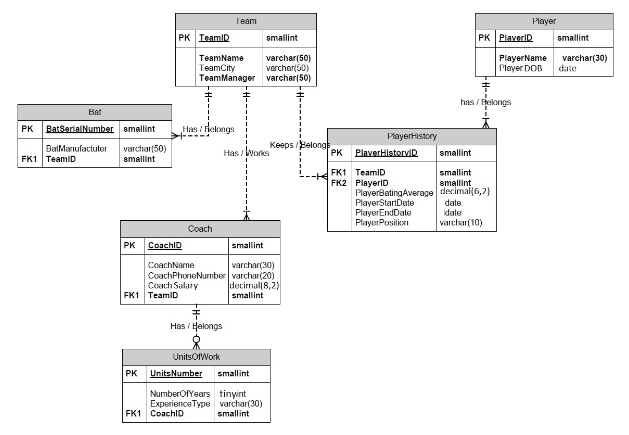 Team
PK TeamID smallint
TeamName varchar(50)
TeamCity varchar(50)
TeamManager varchar(50)
Player
PK PlayerID smallint
PlayerName varchar(30)
PlayerDOB date
Bat
PK BatSerialNumber smallint
BatManufactuter varchar(50)
FK1 TeamID smallint
Has / Belongs
Has / Works
Keeps / Belongs
has / Belongs
PlayerHistory
PK PlayerHistoryID smallint
FK1 TeamID smallint
FK2 PlayerID smallint
PlayerBatingAverage decimal(6,2)
PlayerStartDate date
PlayerEndDate date
PlayerPosition varchar(10)
Coach
PK CoachID smallint
CoachName varchar(30)
CoachPhoneNumber varchar(20)
Coach Salary decimal(8,2)
FK1 TeamID smallint
Has / Belongs
UnitsOfWork
PK UnitsNumber smallint
NumberOfYears tinyint
ExperienceType varchar(30)
FK1 CoachID smallint